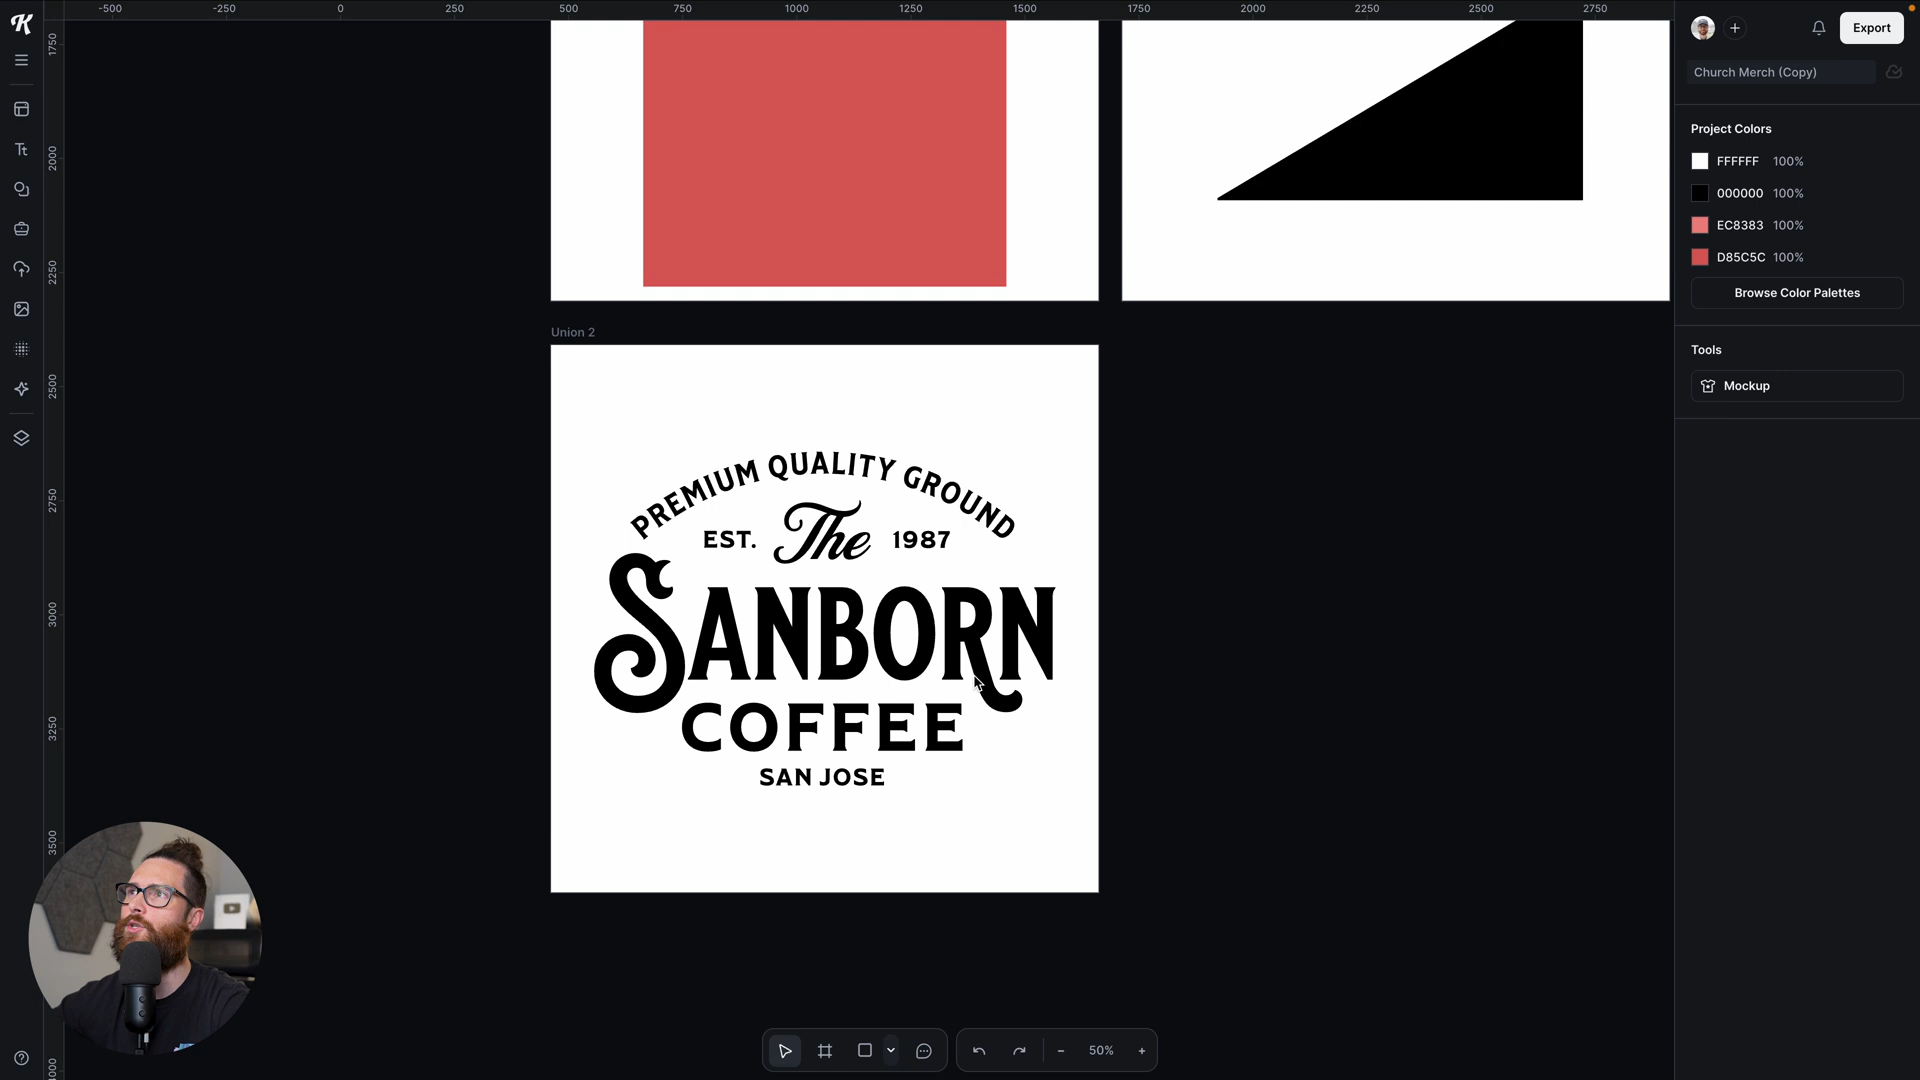 -500 -250 0 250 500 750 1000 1250 1500 1750 2000 2250 2500 2750
Export
Church Merch (Copy)
Project Colors
FFFFFF 100%
000000 100%
EC8383 100%
D85C5C 100%
Browse Color Palettes
Tools
Mockup
Tt
1750
2000
2250
2500
2750
3000
3250
3500
Union 2
PREMIUM QUALITY GROUND
EST. The 1987
SANBORN
COFFEE
SAN JOSE
50%